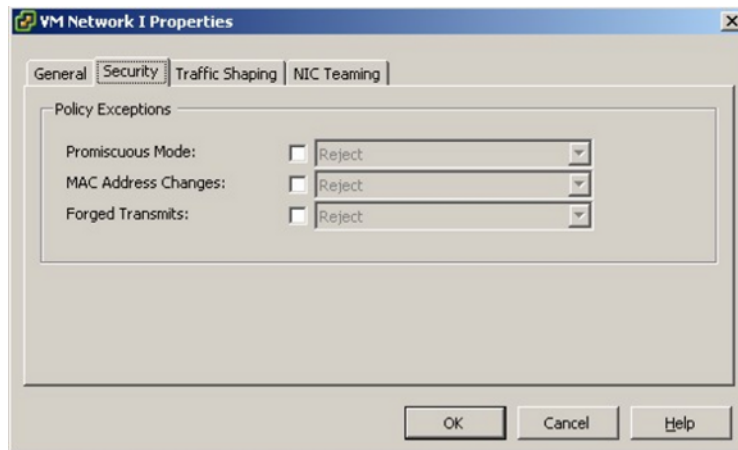 VM Network I Properties
General Security Traffic Shaping NIC Teaming
Policy Exceptions
Promiscuous Mode: Reject
MAC Address Changes: Reject
Forged Transmits: Reject
OK Cancel Help